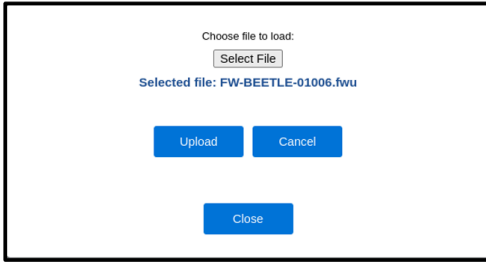 Choose file to load:
Select File
Selected file: FW-BEETLE-01006.fwu
Upload Cancel
Close